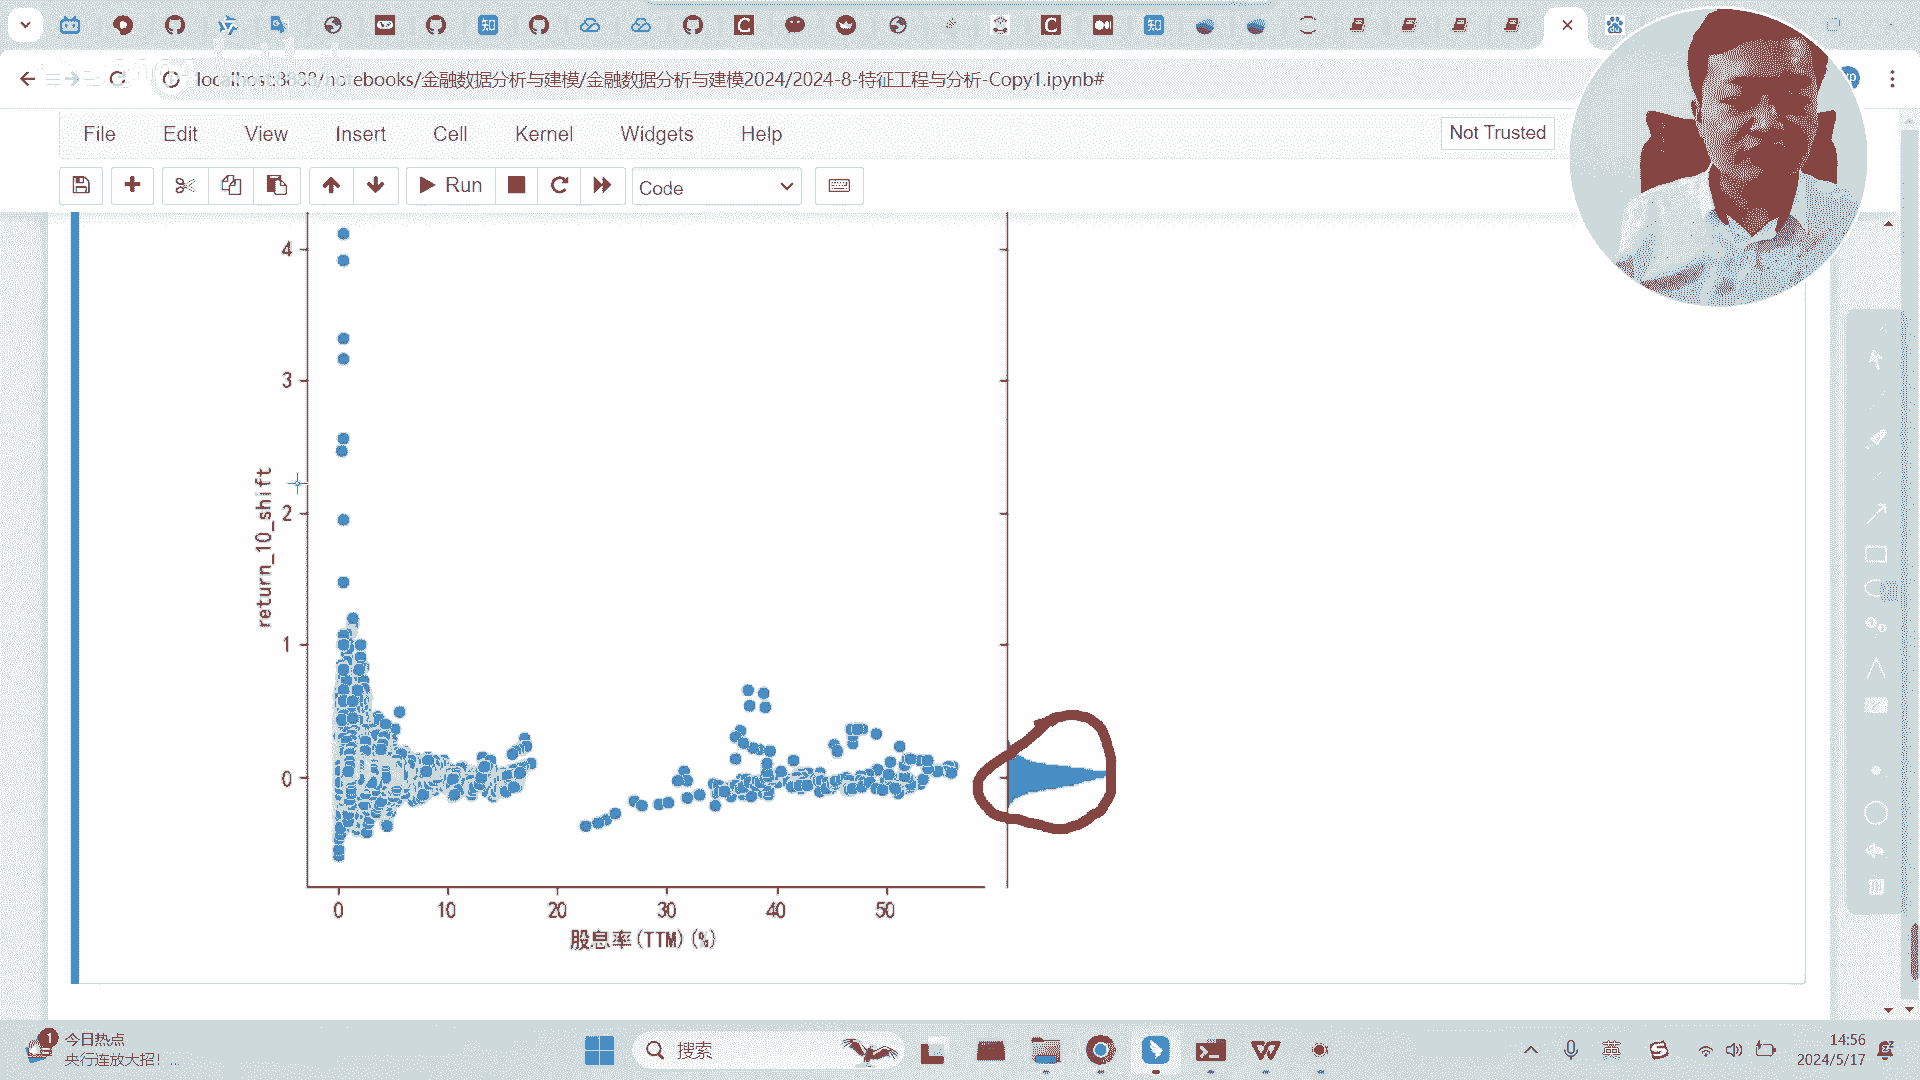 localhost:8888/notebooks/金融数据分析与建模/金融数据分析与建模2024/2024-8-特征工程与分析-Copy1.ipynb#
File Edit View Insert Cell Kernel Widgets Help
Not Trusted
Run
Code
4
3
2
1
0
return_10_shift
0 10 20 30 40 50
股息率(TTM)(%)
1
今日热点
央行连放大招！...
搜索
英
14:56
2024/5/17